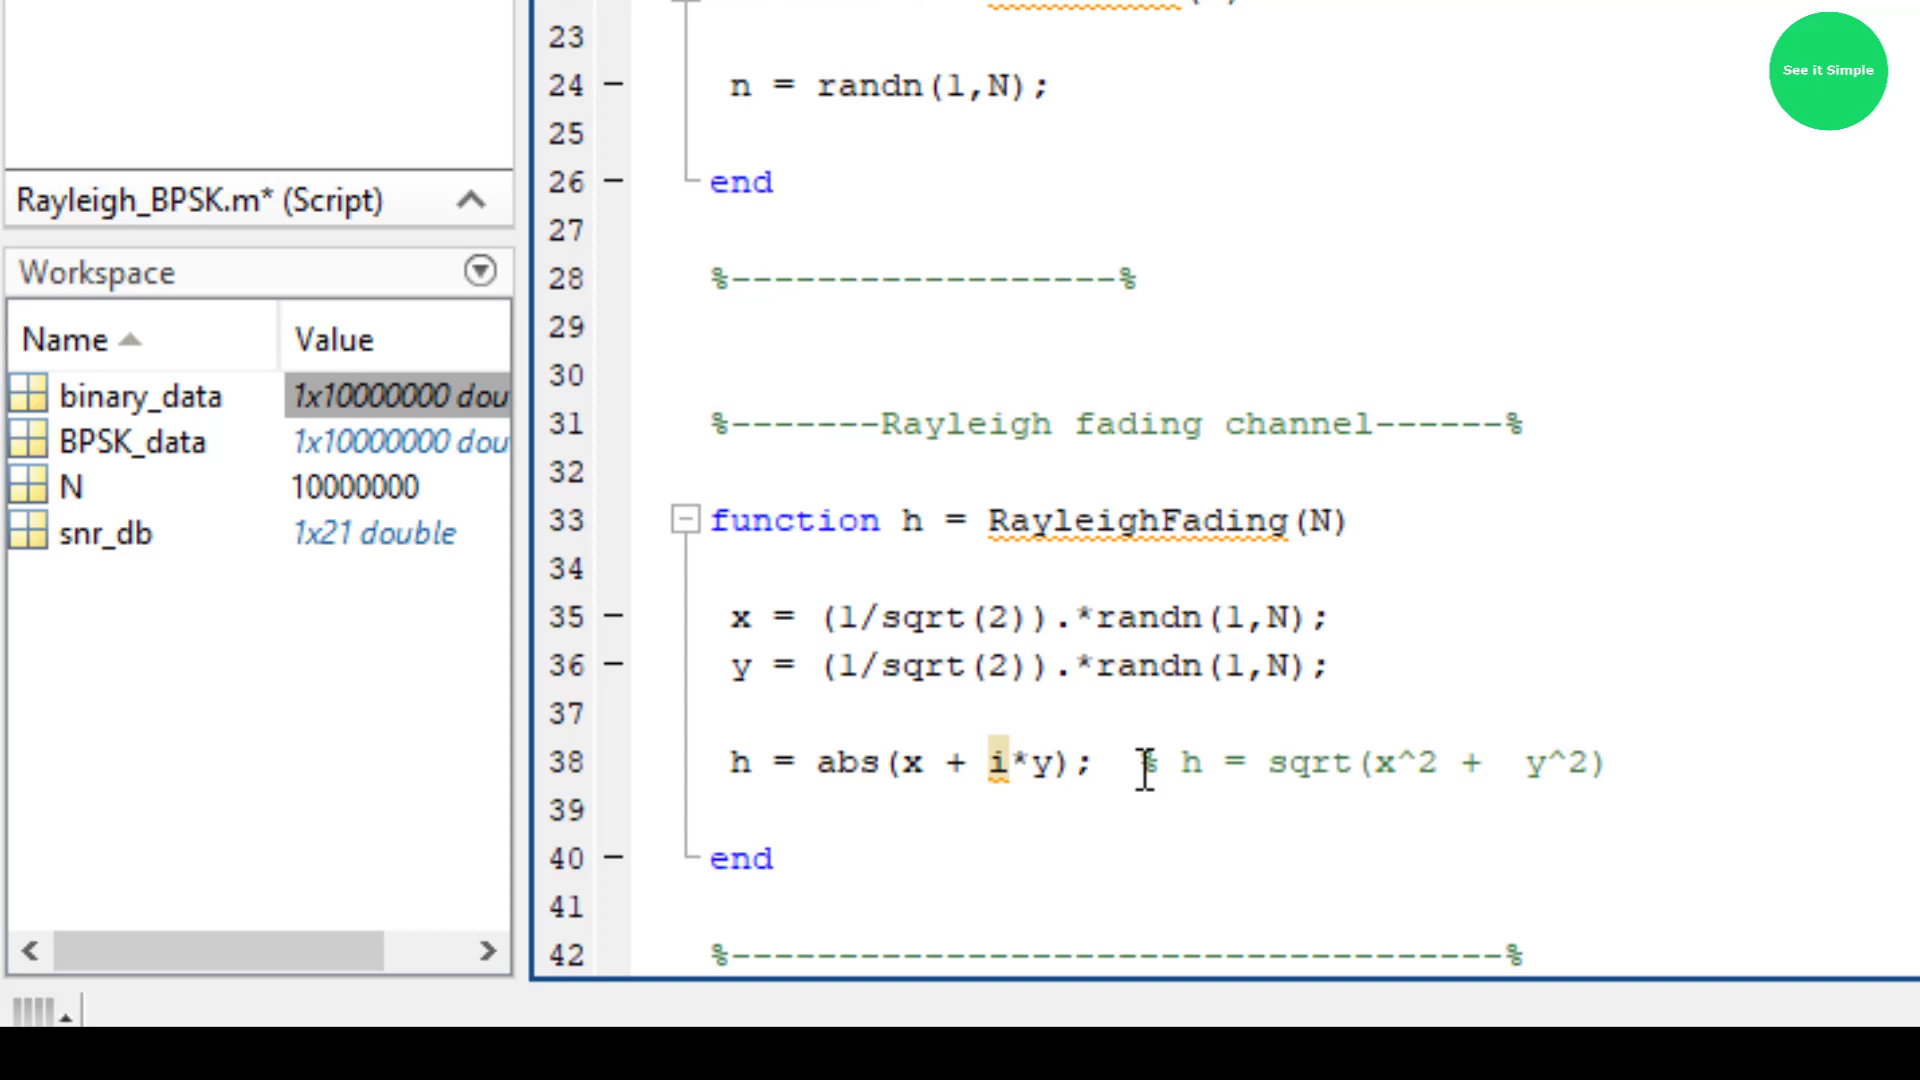 See it Simple
23
24 n = randn(1,N);
25
26 end
27
28 %------------------%
29
30
31 %-------Rayleigh fading channel------%
32
33 function h = RayleighFading(N)
34
35 x = (1/sqrt(2)).*randn(1,N);
36 y = (1/sqrt(2)).*randn(1,N);
37
38 h = abs(x + i*y); % h = sqrt(x^2 + y^2)
39
40 end
41
42 %------------------------------------%
Rayleigh_BPSK.m* (Script)
Workspace
Name Value
binary_data 1x10000000 dou
BPSK_data 1x10000000 dou
N 10000000
snr_db 1x21 double